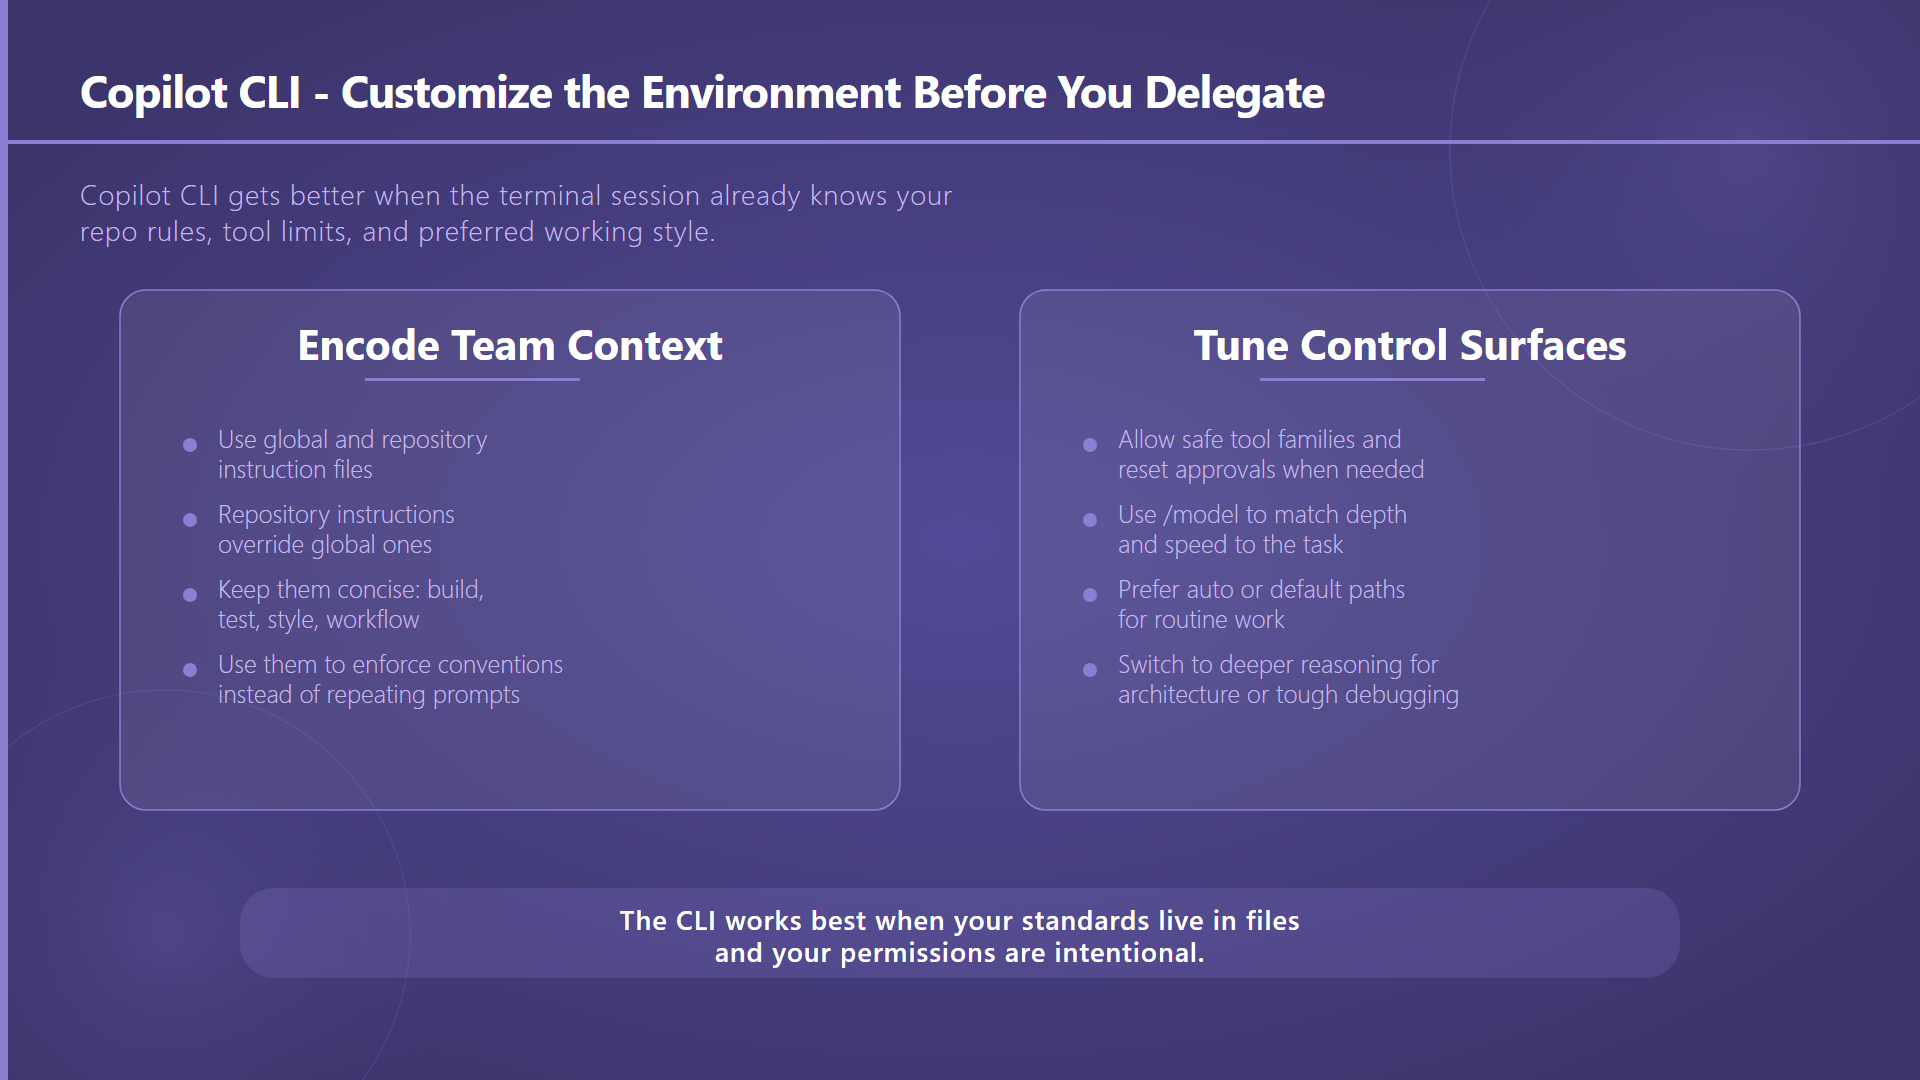 Copilot CLI - Customize the Environment Before You Delegate
Copilot CLI gets better when the terminal session already knows your
repo rules, tool limits, and preferred working style.
Encode Team Context
Use global and repository
instruction files
Repository instructions
override global ones
Keep them concise: build,
test, style, workflow
Use them to enforce conventions
instead of repeating prompts
Tune Control Surfaces
Allow safe tool families and
reset approvals when needed
Use /model to match depth
and speed to the task
Prefer auto or default paths
for routine work
Switch to deeper reasoning for
architecture or tough debugging
The CLI works best when your standards live in files
and your permissions are intentional.